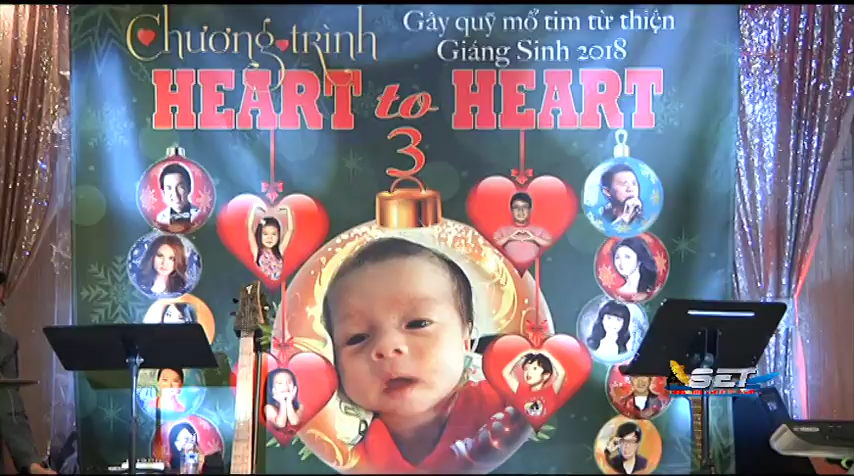 Chương trình
Gây quỹ mổ tim từ thiện
Giáng Sinh 2018
HEART to HEART
3
SET